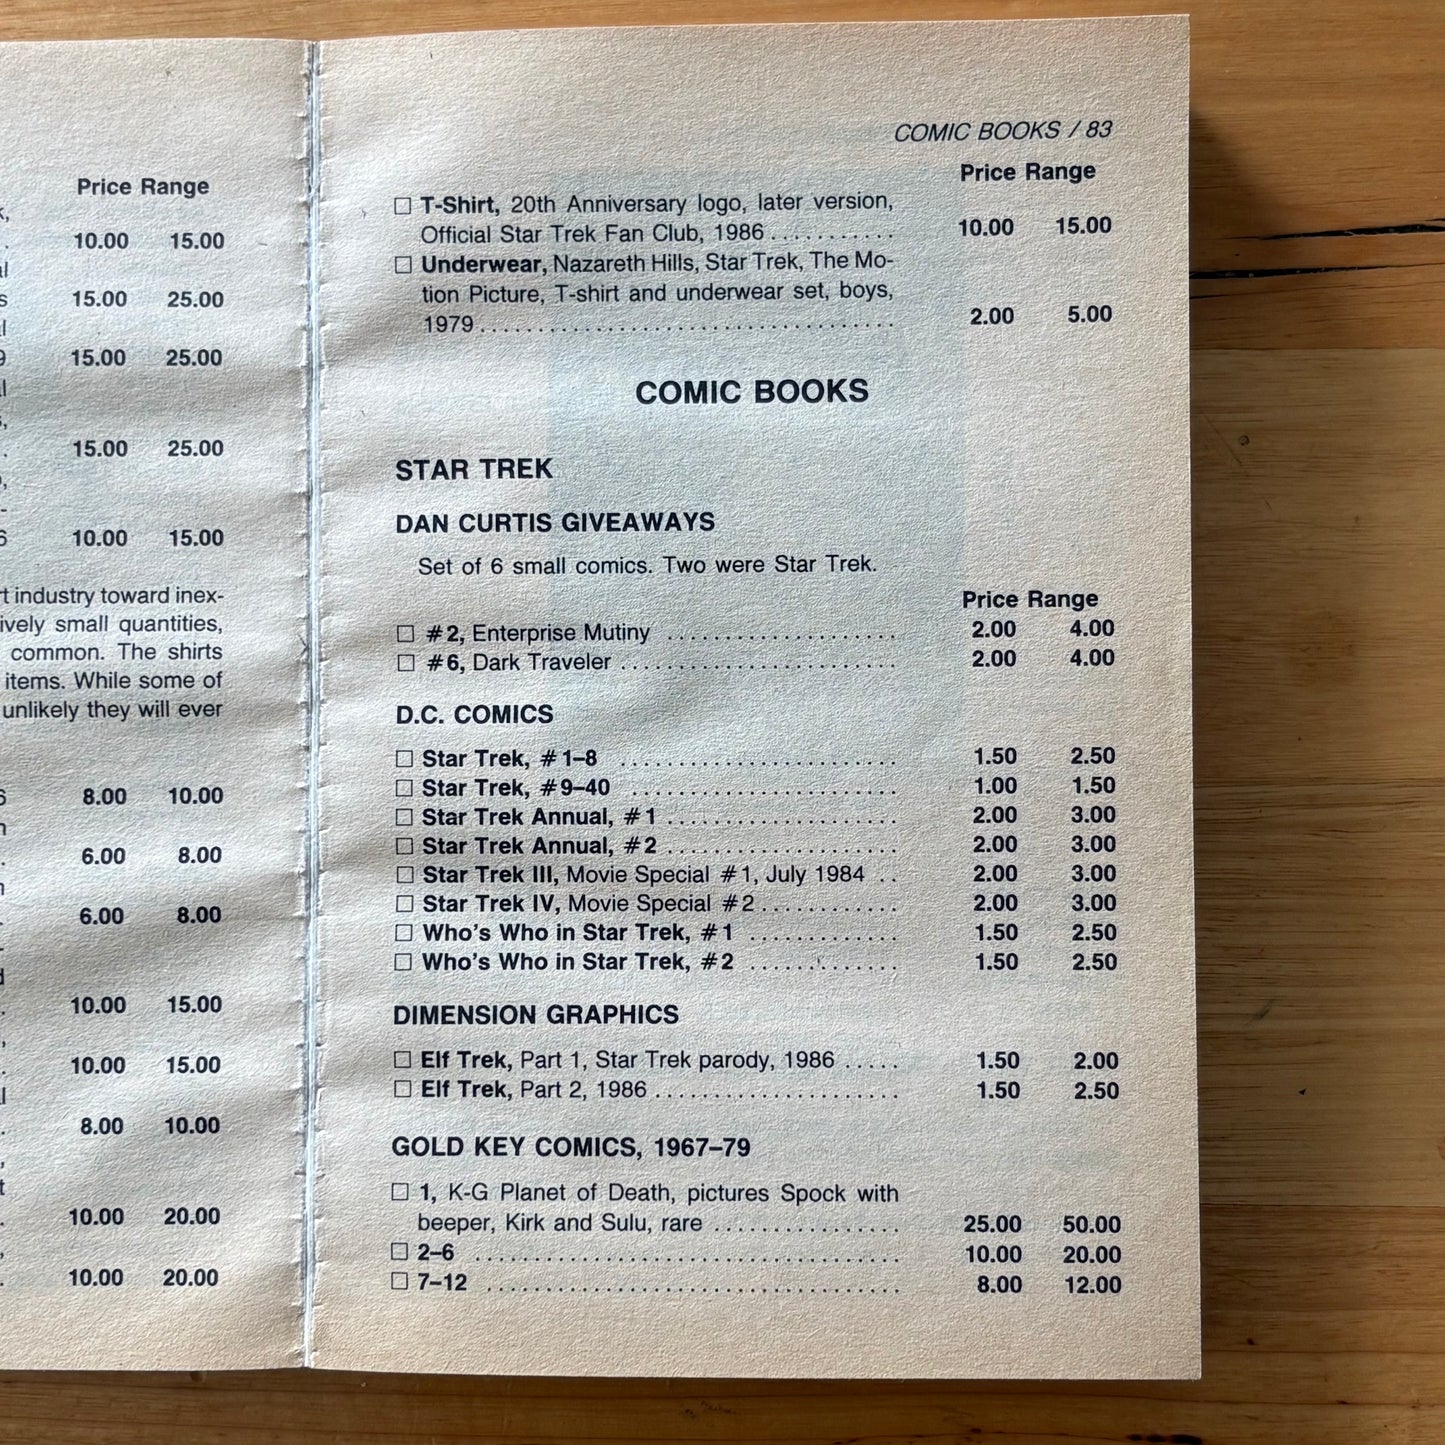 Price Range
10.00 15.00
15.00 25.00
15.00 25.00
15.00 25.00
10.00 15.00
industry toward inex-
small quantities,
common. The shirts
items. While some of
unlikely they will ever
8.00 10.00
6.00 8.00
6.00 8.00
10.00 15.00
10.00 15.00
8.00 10.00
10.00 20.00
10.00 20.00
COMIC BOOKS / 83
Price Range
☐ T-Shirt, 20th Anniversary logo, later version,
Official Star Trek Fan Club, 1986 ........... 10.00 15.00
☐ Underwear, Nazareth Hills, Star Trek, The Mo-
tion Picture, T-shirt and underwear set, boys,
1979 ............................ 2.00 5.00
COMIC BOOKS
STAR TREK
DAN CURTIS GIVEAWAYS
Set of 6 small comics. Two were Star Trek.
Price Range
☐ #2, Enterprise Mutiny .................. 2.00 4.00
☐ #6, Dark Traveler ..................... 2.00 4.00
D.C. COMICS
☐ Star Trek, #1–8 ..................... 1.50 2.50
☐ Star Trek, #9–40 .................... 1.00 1.50
☐ Star Trek Annual, #1 .................. 2.00 3.00
☐ Star Trek Annual, #2 .................. 2.00 3.00
☐ Star Trek III, Movie Special #1, July 1984 .. 2.00 3.00
☐ Star Trek IV, Movie Special #2 ........... 2.00 3.00
☐ Who's Who in Star Trek, #1 ............ 1.50 2.50
☐ Who's Who in Star Trek, #2 ............ 1.50 2.50
DIMENSION GRAPHICS
☐ Elf Trek, Part 1, Star Trek parody, 1986 ..... 1.50 2.00
☐ Elf Trek, Part 2, 1986 ................... 1.50 2.50
GOLD KEY COMICS, 1967–79
☐ 1, K-G Planet of Death, pictures Spock with
beeper, Kirk and Sulu, rare ............... 25.00 50.00
☐ 2–6 .................................. 10.00 20.00
☐ 7–12 ................................. 8.00 12.00